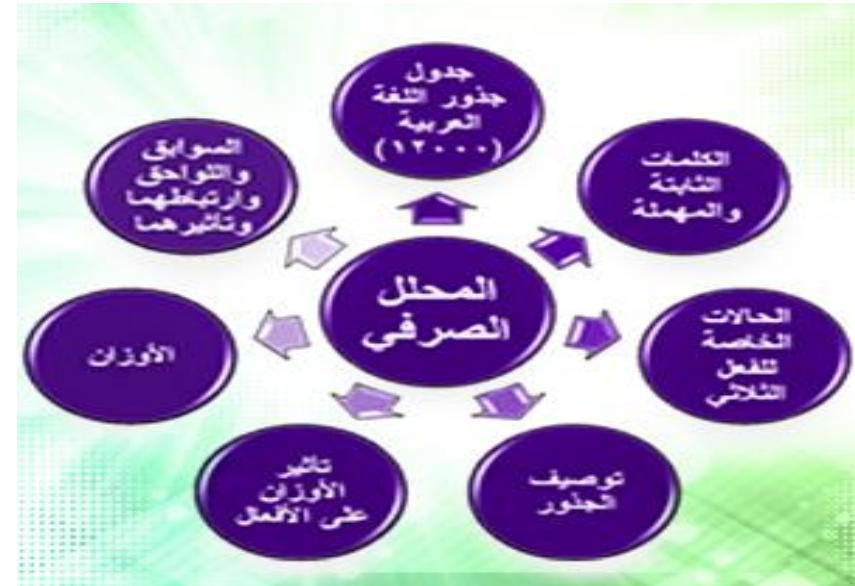 جدول
جذور اللغة
العربية
(١٢٠٠٠)
الكلمات
الثابتة
والمهملة
الحالات
الخاصة
للفعل
الثلاثي
توصيف
الجذور
تأثير
الأوزان
على الأفعال
الأوزان
السوابق
واللواحق
وارتباطهما
وتأثيرهما
المحلل
الصرفي